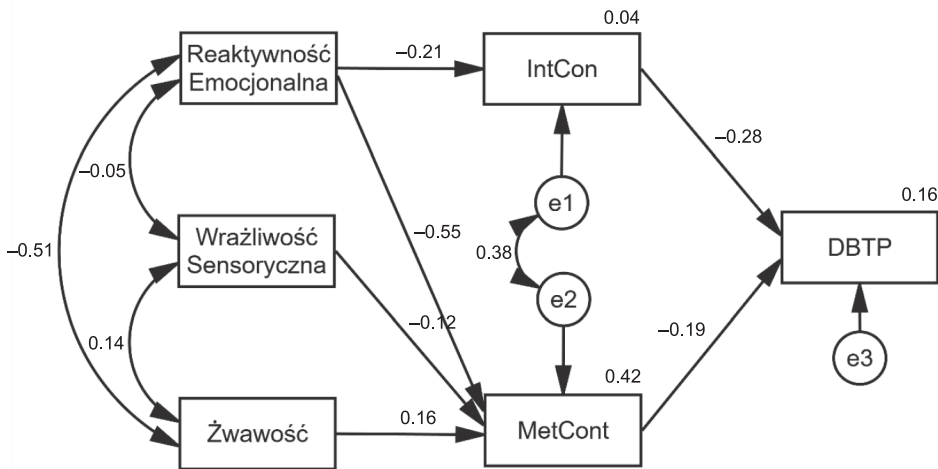 0.04
Reaktywność
Emocjonalna
–0.21
IntCon
–0.05
–0.28
e1
0.16
Wrażliwość
Sensoryczna
–0.55
DBTP
–0.51
0.38
e2
–0.12
–0.19
0.14
e3
0.42
Żwawość
0.16
MetCont